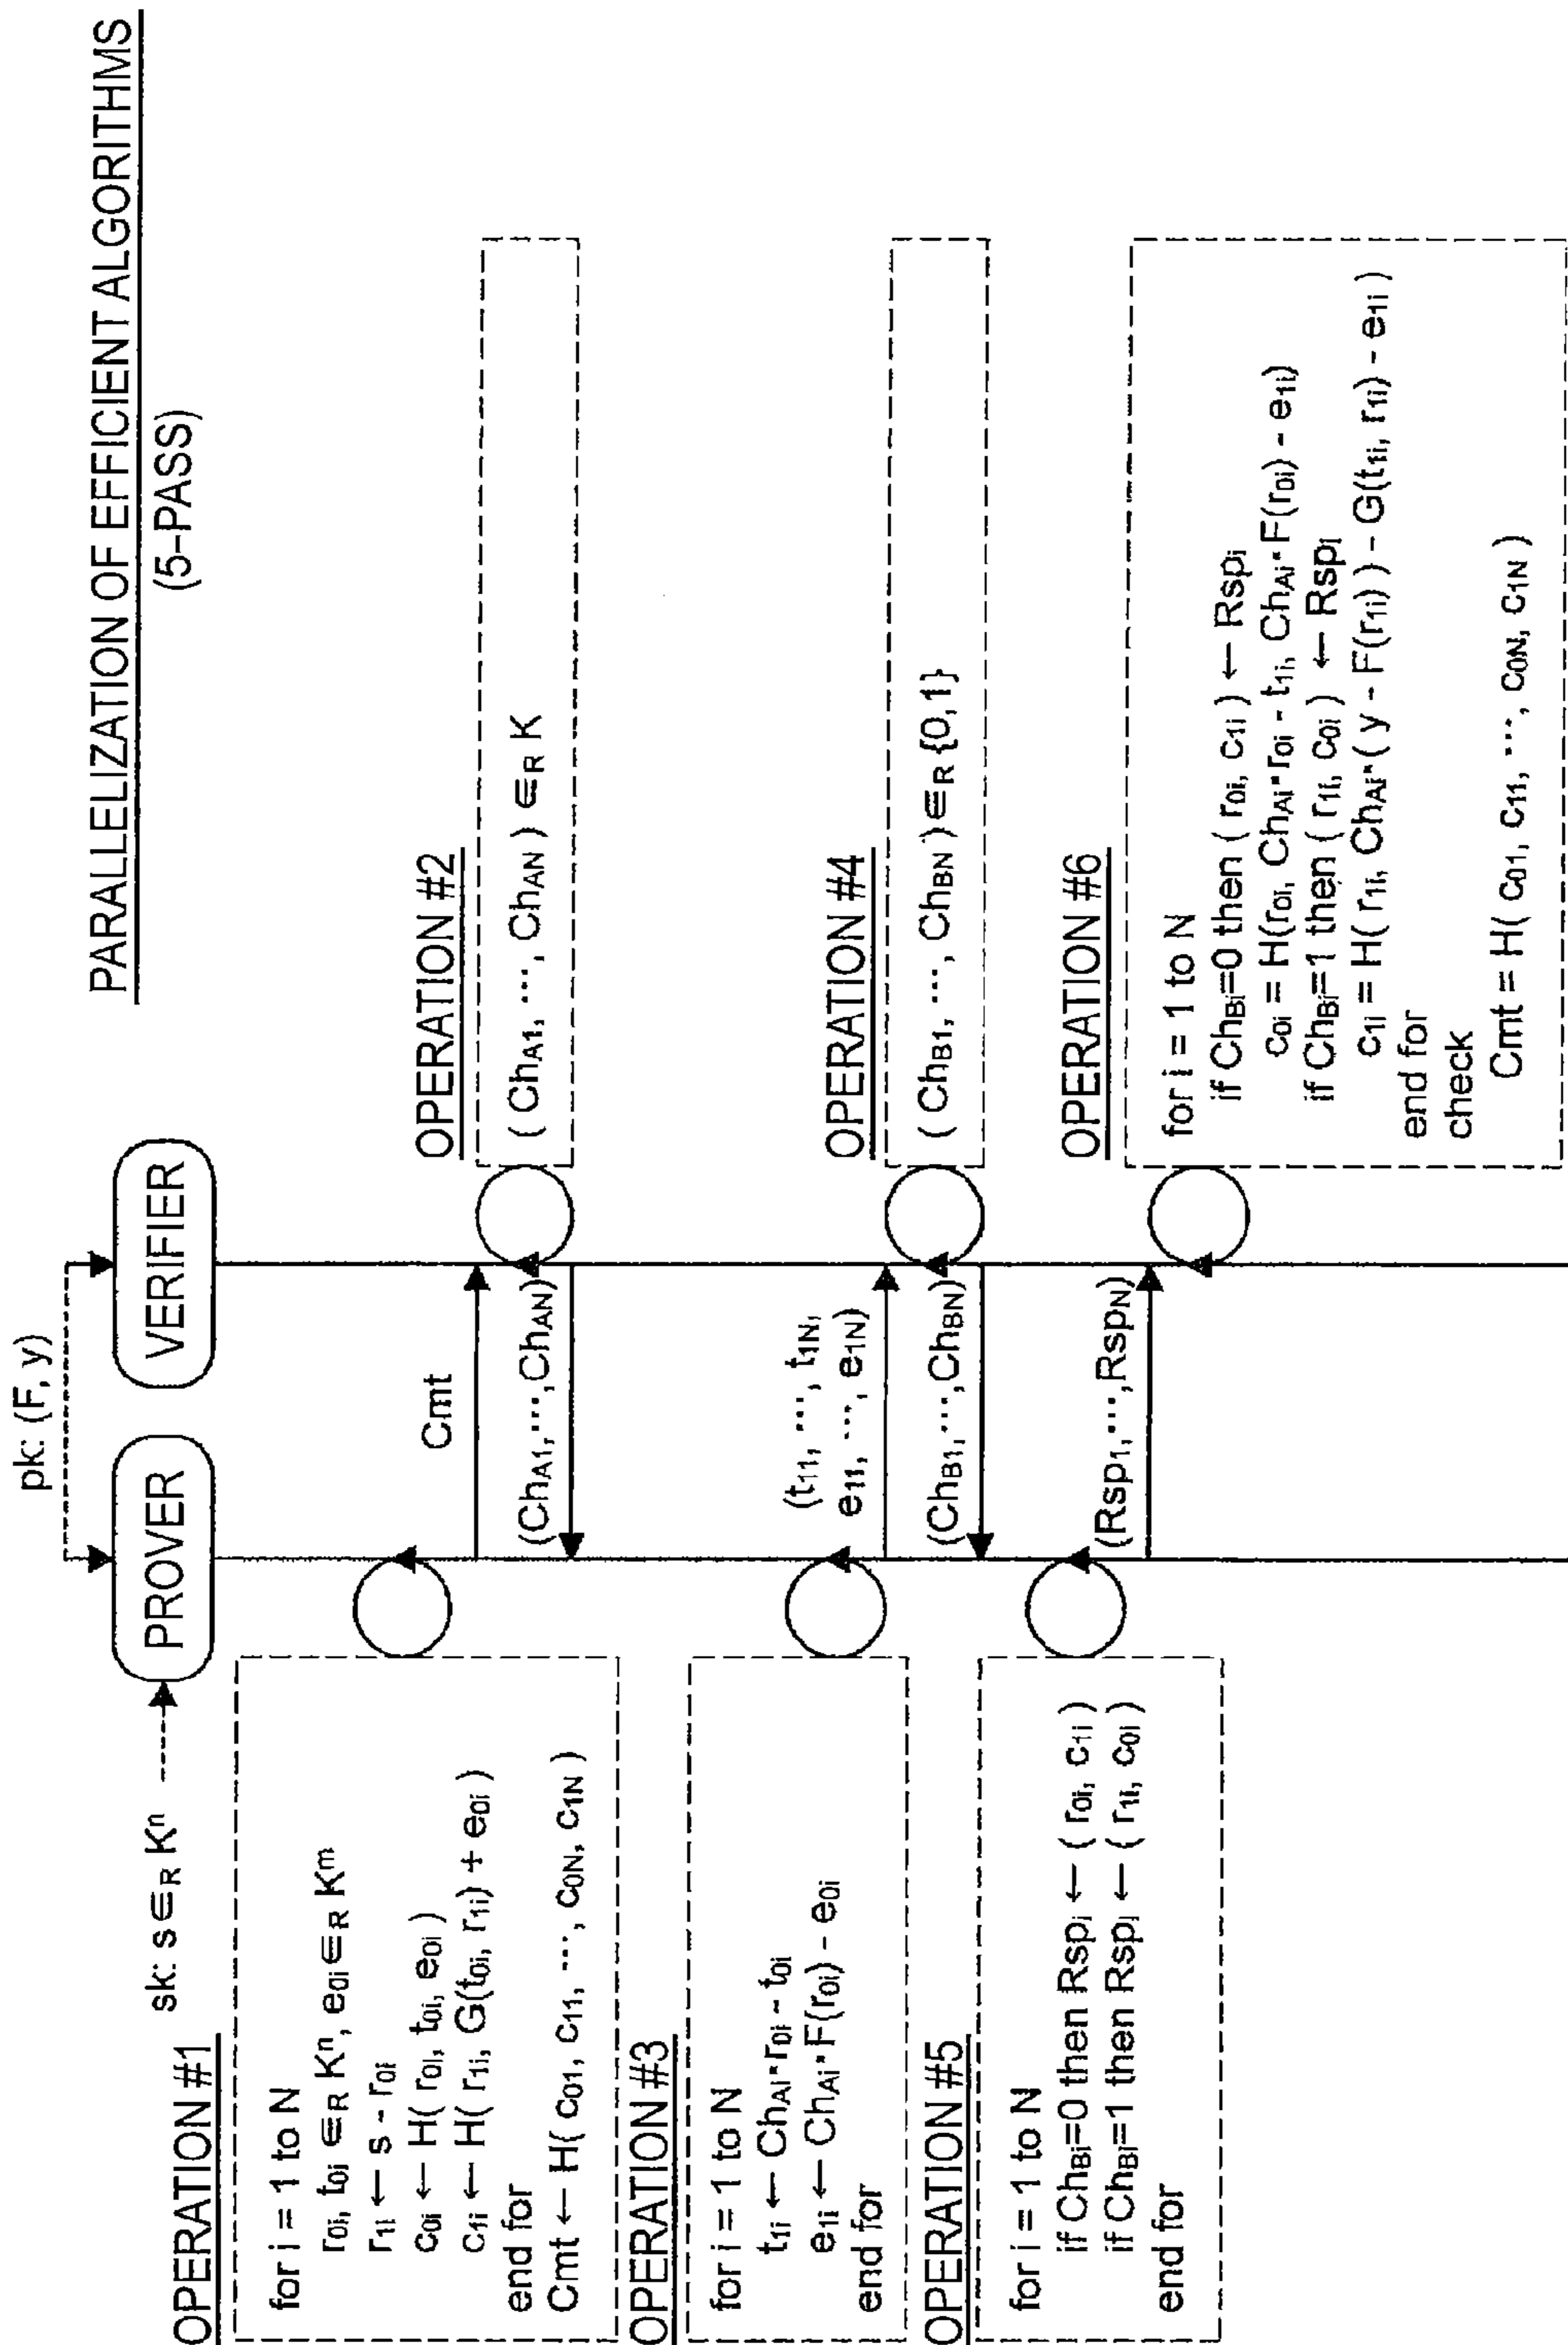 PARALLELIZATION OF EFFICIENT ALGORITHMS
(5-PASS)
pk: (F, y)
sk: s ∈R Kⁿ
PROVER
VERIFIER
OPERATION #1
for i = 1 to N
r0i, t0i ∈R Kⁿ, e0i ∈R Kᵐ
r1i ← s - r0i
c0i ← H( r0i, t0i, e0i )
c1i ← H( r1i, G(t0i, r1i) + e0i )
end for
Cmt ← H( c01, c11, ···, c0N, c1N )
Cmt
OPERATION #2
( ChA1, ···, ChAN ) ∈R K
(ChA1,···,ChAN)
OPERATION #3
for i = 1 to N
t1i ← ChAi·r0i - t0i
e1i ← ChAi·F(r0i) - e0i
end for
(t11, ···, t1N,
e11, ···, e1N)
OPERATION #4
( ChB1, ···, ChBN ) ∈R {0,1}
(ChB1,···,ChBN)
OPERATION #5
for i = 1 to N
if ChBi=0 then Rspi ← ( r0i, c1i )
if ChBi=1 then Rspi ← ( r1i, c0i )
end for
(Rsp1,···,RspN)
OPERATION #6
for i = 1 to N
if ChBi=0 then ( r0i, c1i ) ← Rspi
c0i = H(r0i, ChAi·r0i - t1i, ChAi·F(r0i) - e1i)
if ChBi=1 then ( r1i, c0i ) ← Rspi
c1i = H( r1i, ChAi·( y - F(r1i) ) - G(t1i, r1i) - e1i )
end for
check
Cmt = H( c01, c11, ···, c0N, c1N )